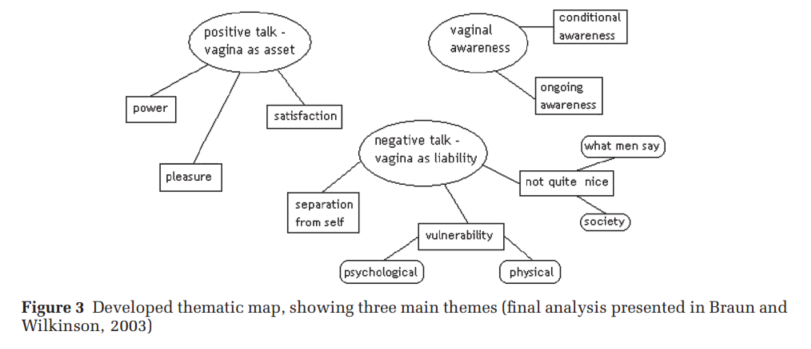 positive talk -
vagina as asset
power
pleasure
satisfaction
vaginal
awareness
conditional
awareness
ongoing
awareness
negative talk -
vagina as liability
separation
from self
vulnerability
psychological
physical
not quite nice
what men say
society
Figure 3 Developed thematic map, showing three main themes (final analysis presented in Braun and
Wilkinson, 2003)